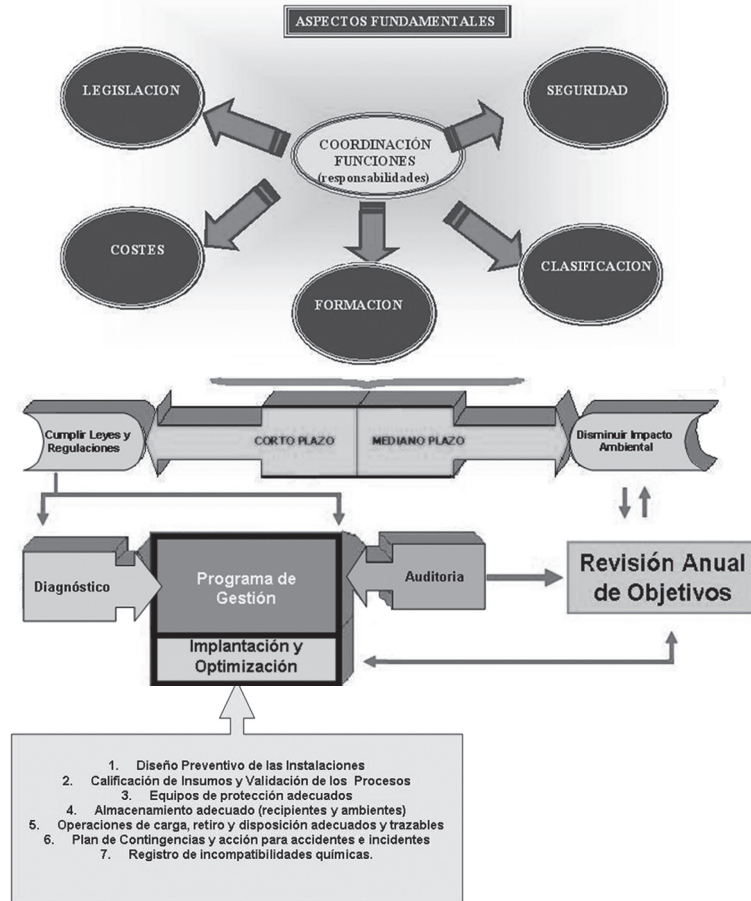 ASPECTOS FUNDAMENTALES
LEGISLACION
SEGURIDAD
COORDINACIÓN
FUNCIONES
(responsabilidades)
COSTES
CLASIFICACION
FORMACION
Cumplir Leyes y
Regulaciones
CORTO PLAZO
MEDIANO PLAZO
Disminuir Impacto
Ambiental
Diagnóstico
Programa de
Gestión
Auditoria
Revisión Anual
de Objetivos
Implantación y
Optimización
1. Diseño Preventivo de las Instalaciones
2. Calificación de Insumos y Validación de los Procesos
3. Equipos de protección adecuados
4. Almacenamiento adecuado (recipientes y ambientes)
5. Operaciones de carga, retiro y disposición adecuados y trazables
6. Plan de Contingencias y acción para accidentes e incidentes
7. Registro de incompatibilidades químicas.